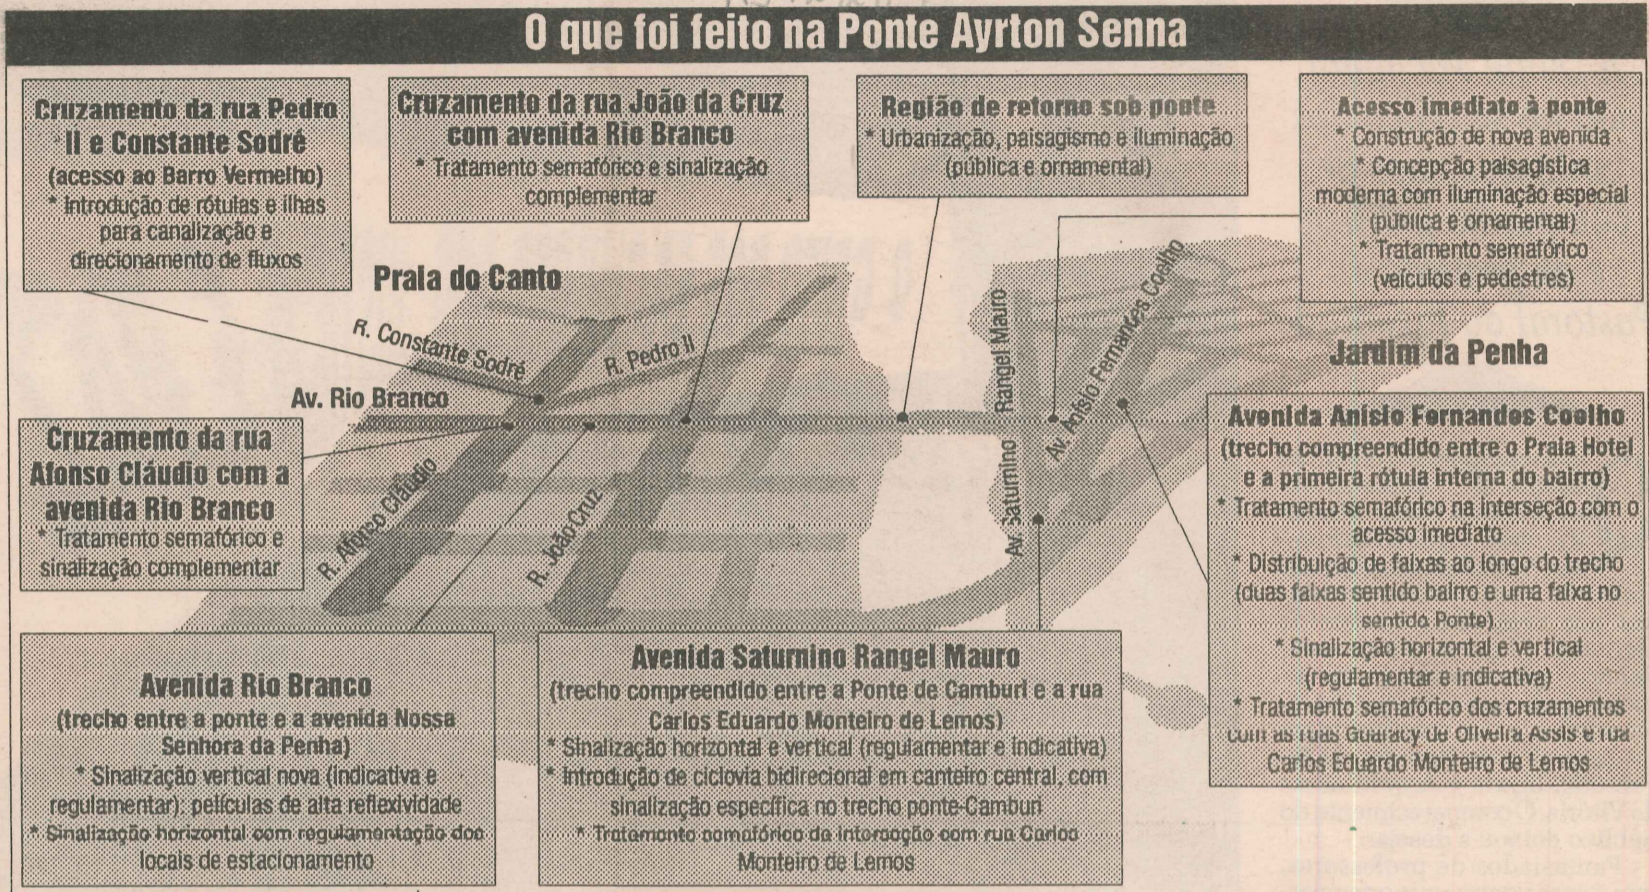 O que foi feito na Ponte Ayrton Senna
Cruzamento da rua Pedro
II e Constante Sodré
(acesso ao Barro Vermelho)
* Introdução de rótulas e ilhas
para canalização e
direcionamento de fluxos
Cruzamento da rua João da Cruz
com avenida Rio Branco
* Tratamento semafórico e sinalização
complementar
Região de retorno sob ponte
* Urbanização, paisagismo e iluminação
(pública e ornamental)
Acesso imediato à ponte
* Construção de nova avenida
* Concepção paisagística
moderna com iluminação especial
(pública e ornamental)
* Tratamento semafórico
(veículos e pedestres)
Praia do Canto
R. Constante Sodré
R. Pedro II
Av. Rio Branco
R. Afonso Cláudio
R. João Cruz
Av. Saturnino Rangel Mauro
Av. Anísio Fernandes Coelho
Jardim da Penha
Cruzamento da rua
Afonso Cláudio com a
avenida Rio Branco
* Tratamento semafórico e
sinalização complementar
Avenida Anísio Fernandes Coelho
(trecho compreendido entre o Praia Hotel
e a primeira rótula interna do bairro)
* Tratamento semafórico na interseção com o
acesso imediato
* Distribuição de faixas ao longo do trecho
(duas faixas sentido bairro e uma faixa no
sentido Ponte)
* Sinalização horizontal e vertical
(regulamentar e indicativa)
* Tratamento semafórico dos cruzamentos
com as ruas Guaracy de Oliveira Assis e rua
Carlos Eduardo Monteiro de Lemos
Avenida Rio Branco
(trecho entre a ponte e a avenida Nossa
Senhora da Penha)
* Sinalização vertical nova (indicativa e
regulamentar): películas de alta reflexividade
* Sinalização horizontal com regulamentação dos
locais de estacionamento
Avenida Saturnino Rangel Mauro
(trecho compreendido entre a Ponte de Camburi e a rua
Carlos Eduardo Monteiro de Lemos)
* Sinalização horizontal e vertical (regulamentar e indicativa)
* Introdução de ciclovia bidirecional em canteiro central, com
sinalização específica no trecho ponte-Camburi
* Tratamento semafórico da interseção com rua Carlos
Monteiro de Lemos